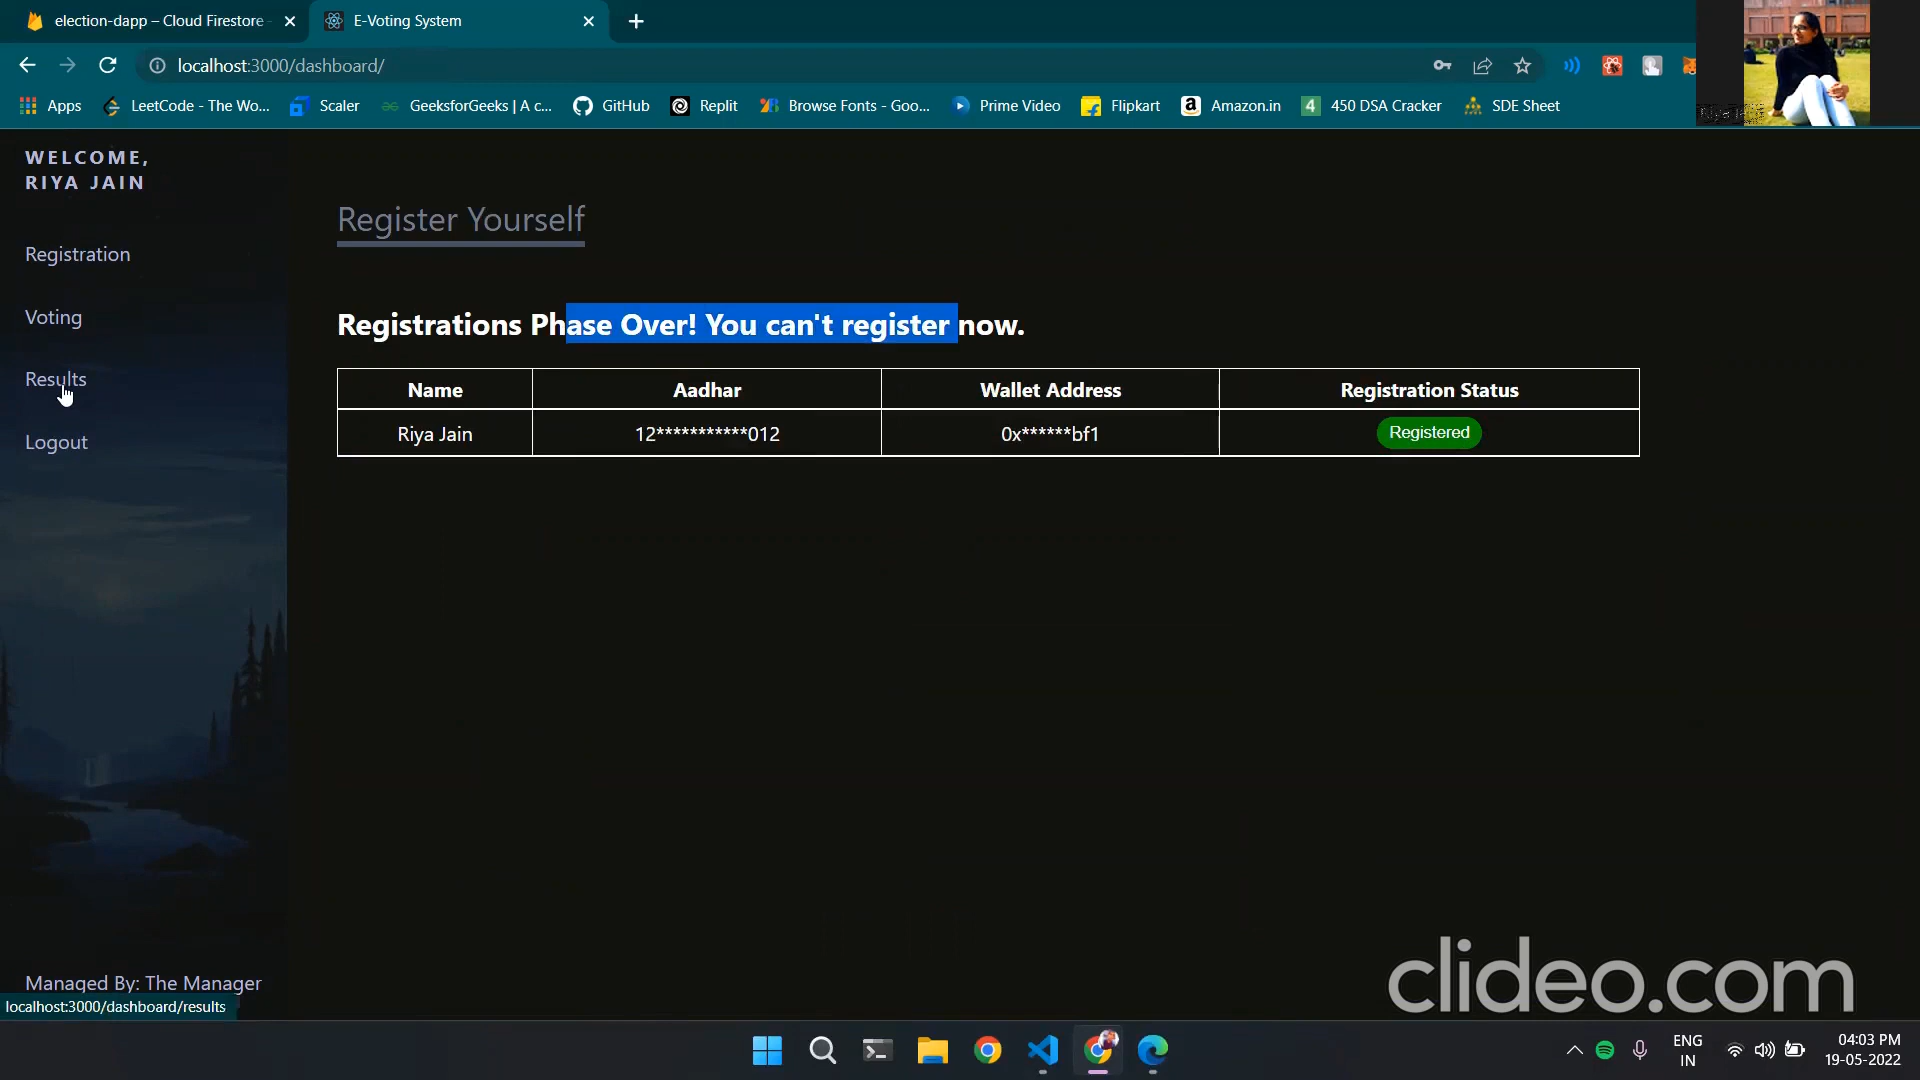 election-dapp – Cloud Firestore -
E-Voting System
localhost:3000/dashboard/
Apps
LeetCode - The Wo...
Scaler
GeeksforGeeks | A c...
GitHub
Replit
Browse Fonts - Goo...
Prime Video
Flipkart
Amazon.in
4
450 DSA Cracker
SDE Sheet
WELCOME,
RIYA JAIN
Registration
Voting
Results
Logout
Register Yourself
Registrations Phase Over! You can't register now.
Name Aadhar Wallet Address Registration Status
Riya Jain 12***********012 0x******bf1 Registered
Managed By: The Manager
localhost:3000/dashboard/results
clideo.com
ENG
IN
04:03 PM
19-05-2022